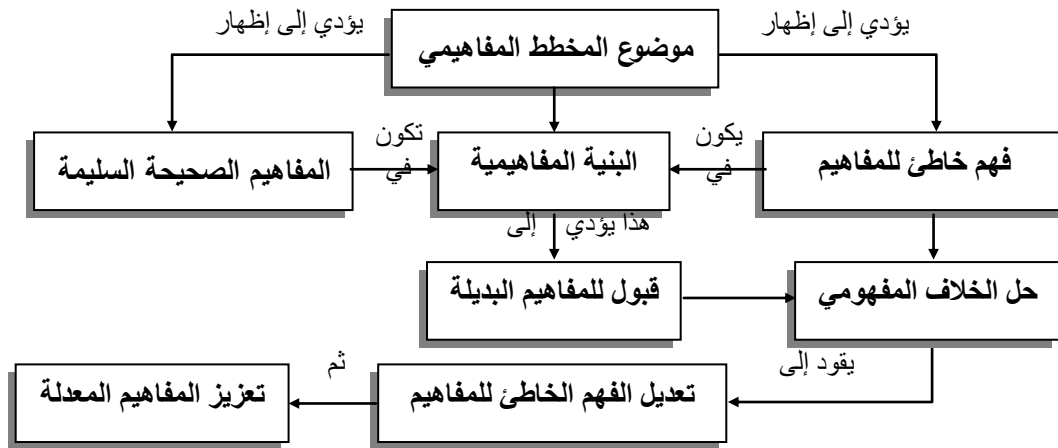 يؤدي إلى إظهار
موضوع المخطط المفاهيمي
يؤدي إلى إظهار
فهم خاطئ للمفاهيم
يكون
في
البنية المفاهيمية
تكون
في
المفاهيم الصحيحة السليمة
هذا يؤدي إلى
حل الخلاف المفهومي
قبول للمفاهيم البديلة
يقود إلى
تعديل الفهم الخاطئ للمفاهيم
ثم
تعزيز المفاهيم المعدلة